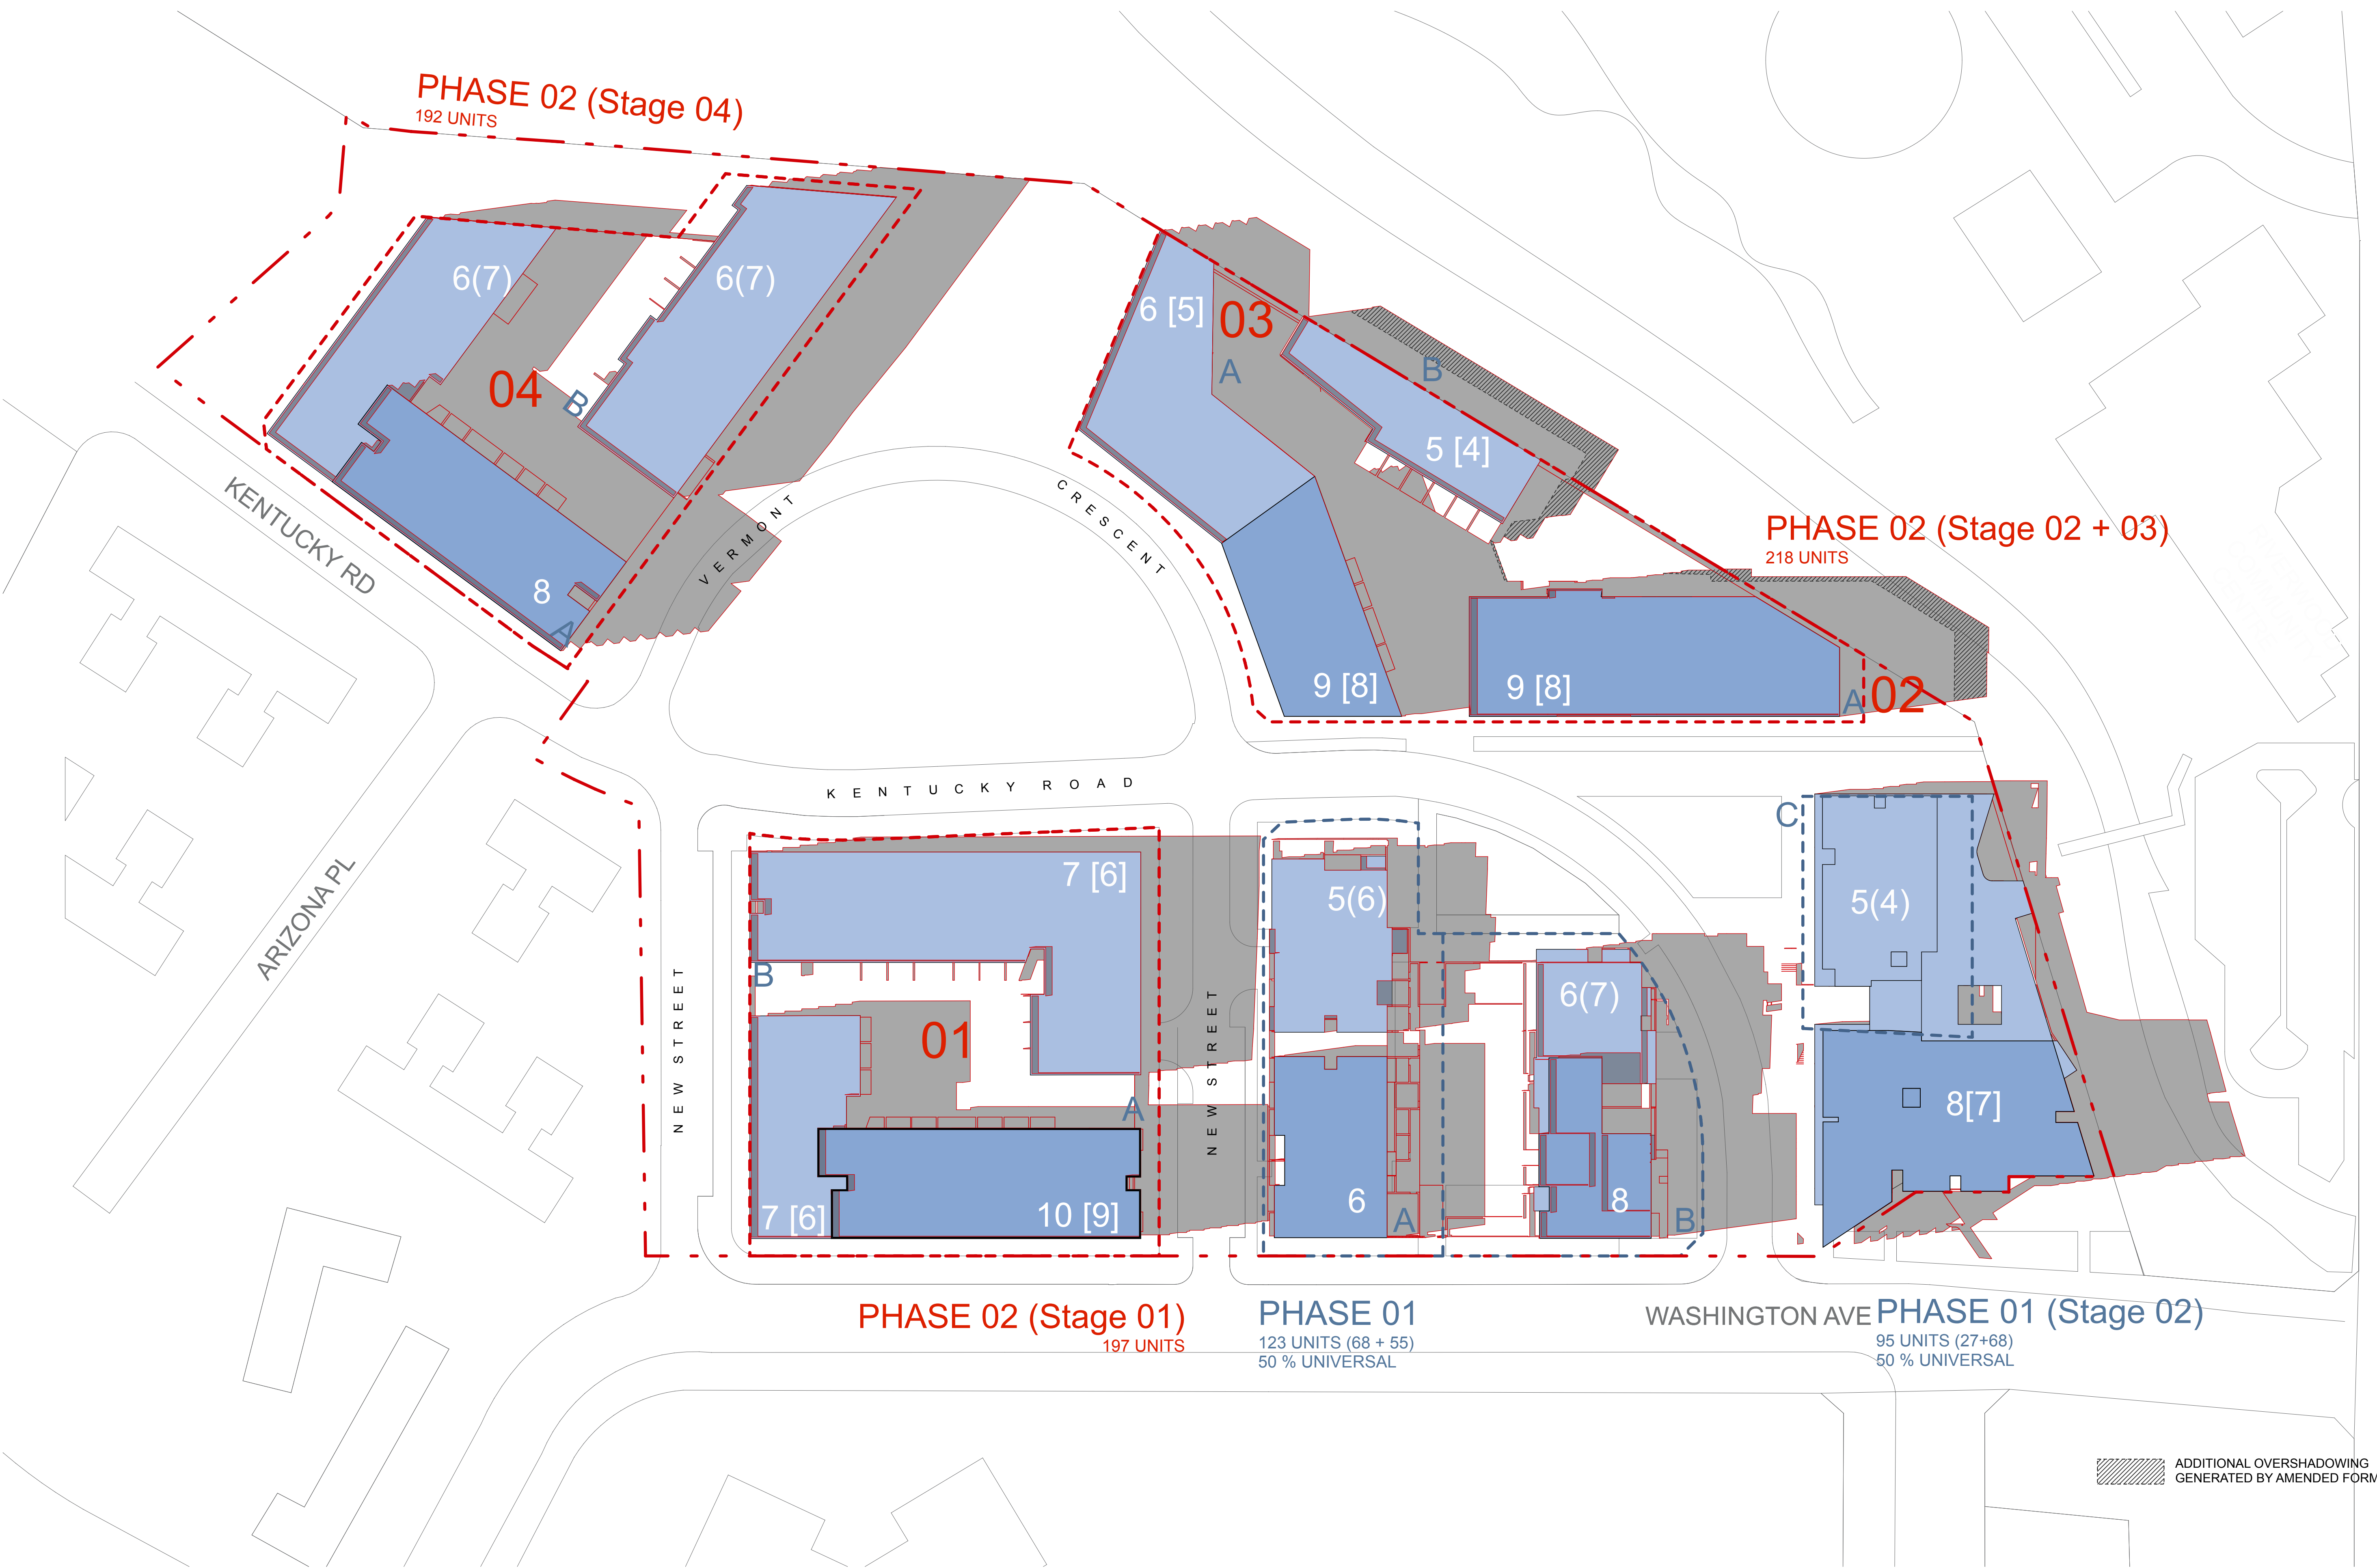 PHASE 02 (Stage 04)
192 UNITS
6(7)
6(7)
04
B
8
A
KENTUCKY RD
VERMONT
CRESCENT
6 [5]
03
A
B
5 [4]
PHASE 02 (Stage 02 + 03)
218 UNITS
9 [8]
9 [8]
A
02
KENTUCKY ROAD
ARIZONA PL
NEW STREET
7 [6]
B
01
A
7 [6]
10 [9]
NEW STREET
5(6)
6
A
6(7)
8
B
C
5(4)
8[7]
PHASE 02 (Stage 01)
197 UNITS
PHASE 01
123 UNITS (68 + 55)
50 % UNIVERSAL
WASHINGTON AVE
PHASE 01 (Stage 02)
95 UNITS (27+68)
50 % UNIVERSAL
ADDITIONAL OVERSHADOWING
GENERATED BY AMENDED FORM